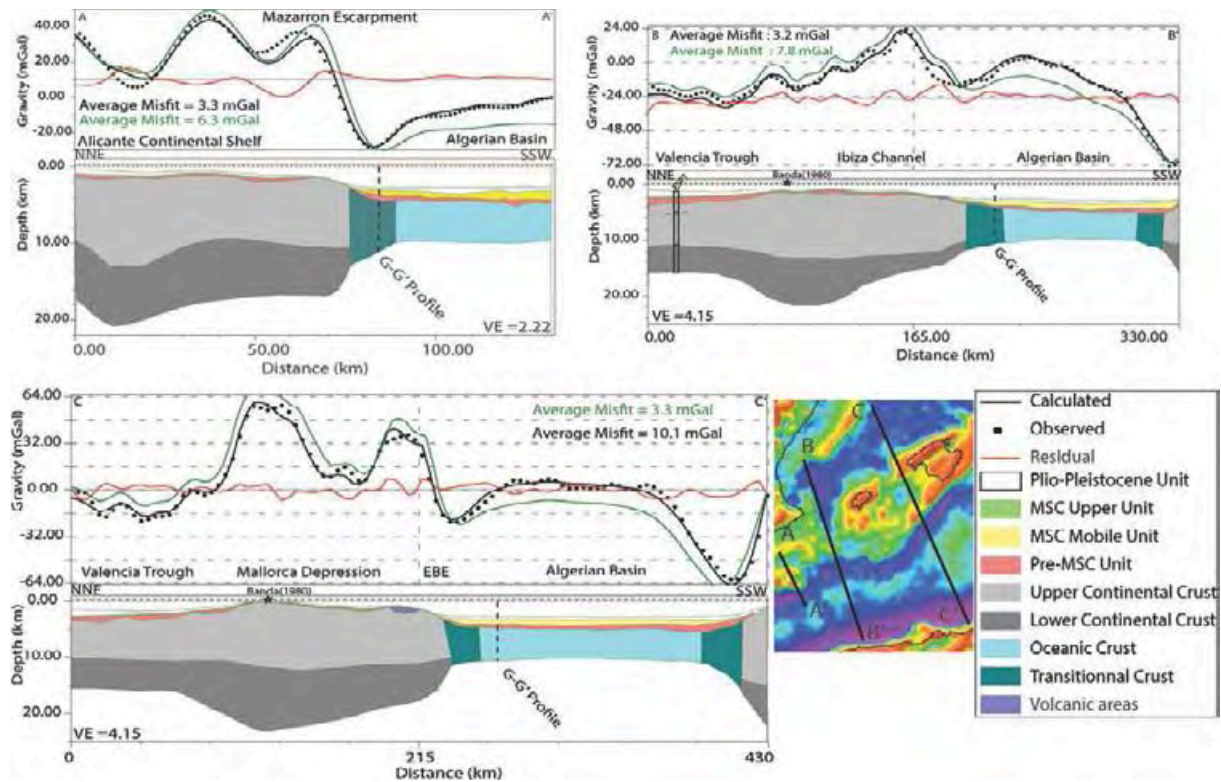 A
Mazarron Escarpment
A'
40.00
20.00
0.00
-20.00
Gravity (mGal)
Average Misfit = 3.3 mGal
Average Misfit = 6.3 mGal
Alicante Continental Shelf
Algerian Basin
NNE
SSW
0.00
10.00
20.00
Depth (km)
G-G' Profile
VE =2.22
0.00
50.00
100.00
Distance (km)
24.00
0.00
-24.00
-48.00
-72.00
Gravity (mGal)
B
Average Misfit : 3.2 mGal
B'
Average Misfit : 7.8 mGal
Valencia Trough
Ibiza Channel
Algerian Basin
NNE
Banda(1980)
SSW
0.00
10.00
20.00
Depth (km)
G-G' Profile
VE =4.15
0.00
165.00
330.00
Distance (km)
64.00
32.00
0.00
-32.00
-64.00
Gravity (mGal)
C
Average Misfit = 3.3 mGal
C'
Average Misfit = 10.1 mGal
Valencia Trough
Mallorca Depression
EBE
Algerian Basin
NNE
Banda(1980)
SSW
0.00
10.00
20.00
Depth (km)
G-G' Profile
VE=4.15
0
215
430
Distance (km)
C
B
A
A'
B'
C'
Calculated
Observed
Residual
Plio-Pleistocene Unit
MSC Upper Unit
MSC Mobile Unit
Pre-MSC Unit
Upper Continental Crust
Lower Continental Crust
Oceanic Crust
Transitionnal Crust
Volcanic areas